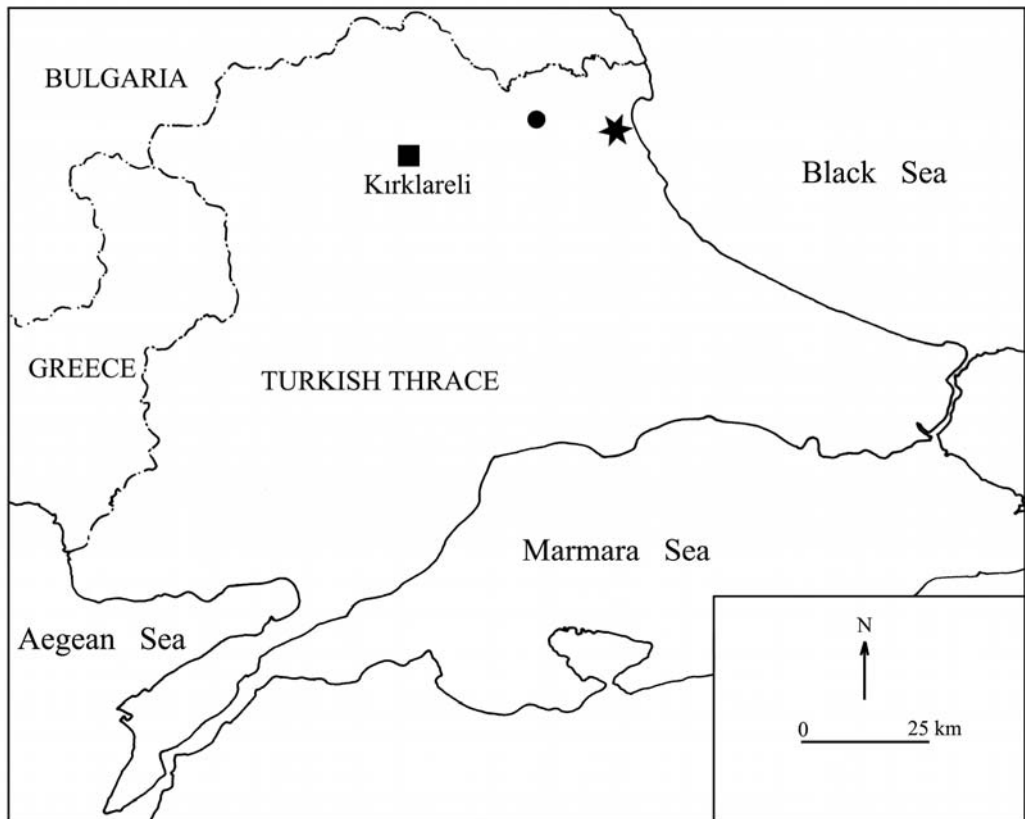 BULGARIA
Kırklareli
Black Sea
GREECE
TURKISH THRACE
Marmara Sea
Aegean Sea
N
0 25 km